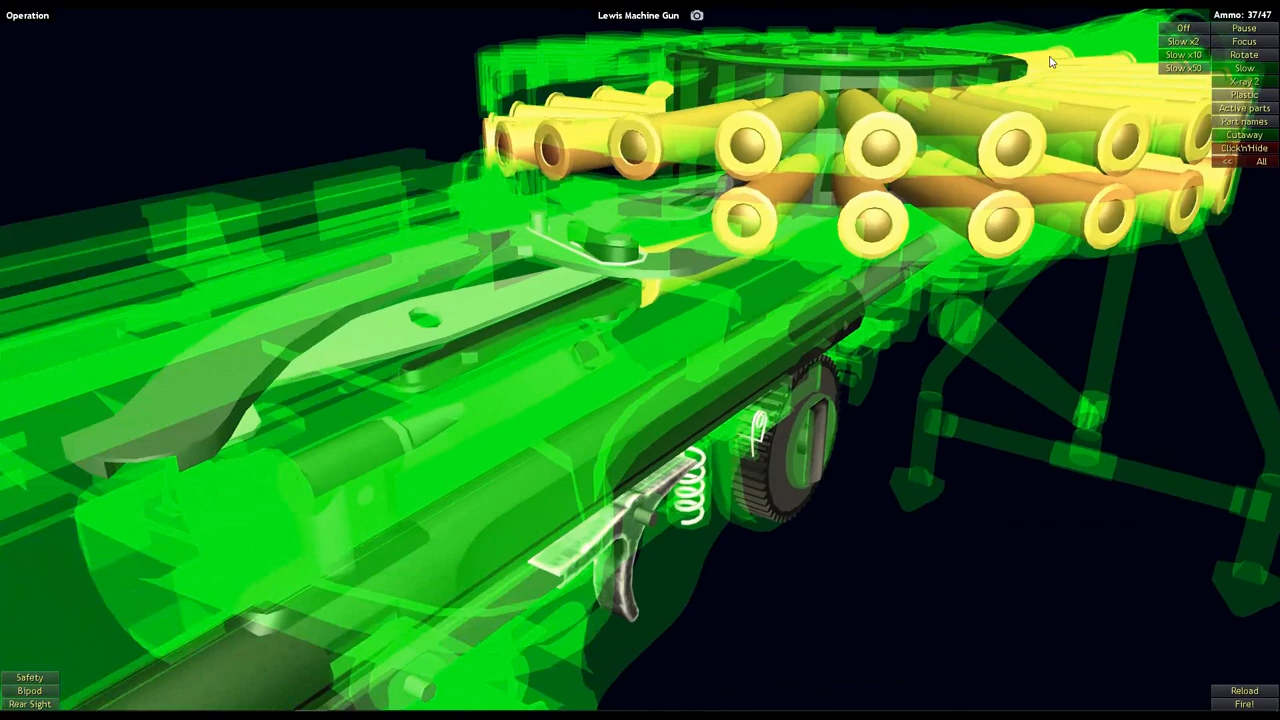 Operation
Lewis Machine Gun
Ammo: 37/47
Off
Pause
Slow x2
Focus
Slow x10
Rotate
Slow x50
Slow
X-ray 2
Plastic
Active parts
Part names
Cutaway
Click'n'Hide
<< All
Safety
Bipod
Rear Sight
Reload
Fire!